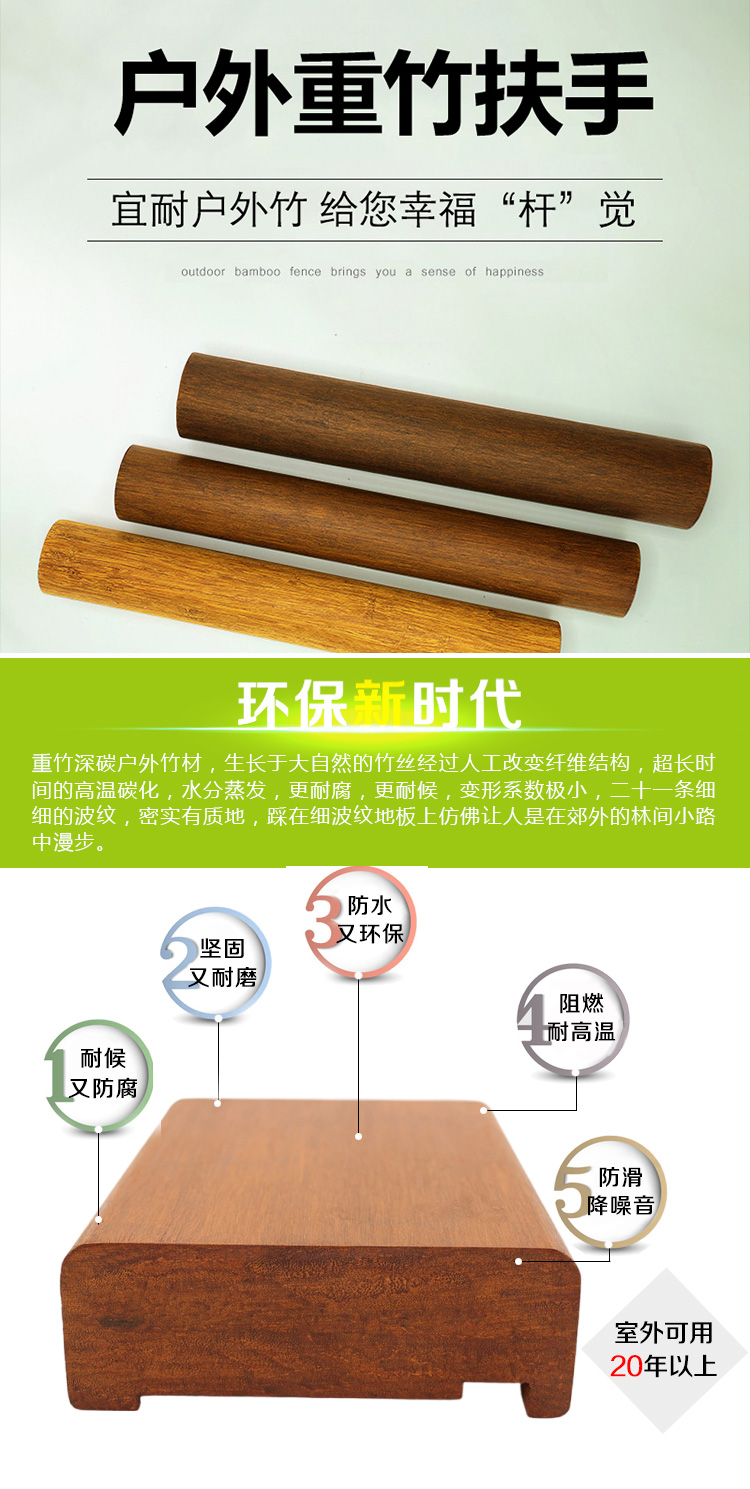 户外重竹扶手
宜耐户外竹 给您幸福“杆”觉
outdoor bamboo fence brings you a sense of happiness
环保新时代
重竹深碳户外竹材，生长于大自然的竹丝经过人工改变纤维结构，超长时
间的高温碳化，水分蒸发，更耐腐，更耐候，变形系数极小，二十一条细
细的波纹，密实有质地，踩在细波纹地板上仿佛让人是在郊外的林间小路
中漫步。
1
耐候
又防腐
2
坚固
又耐磨
3
防水
又环保
4
阻燃
耐高温
5
防滑
降噪音
室外可用
20年以上